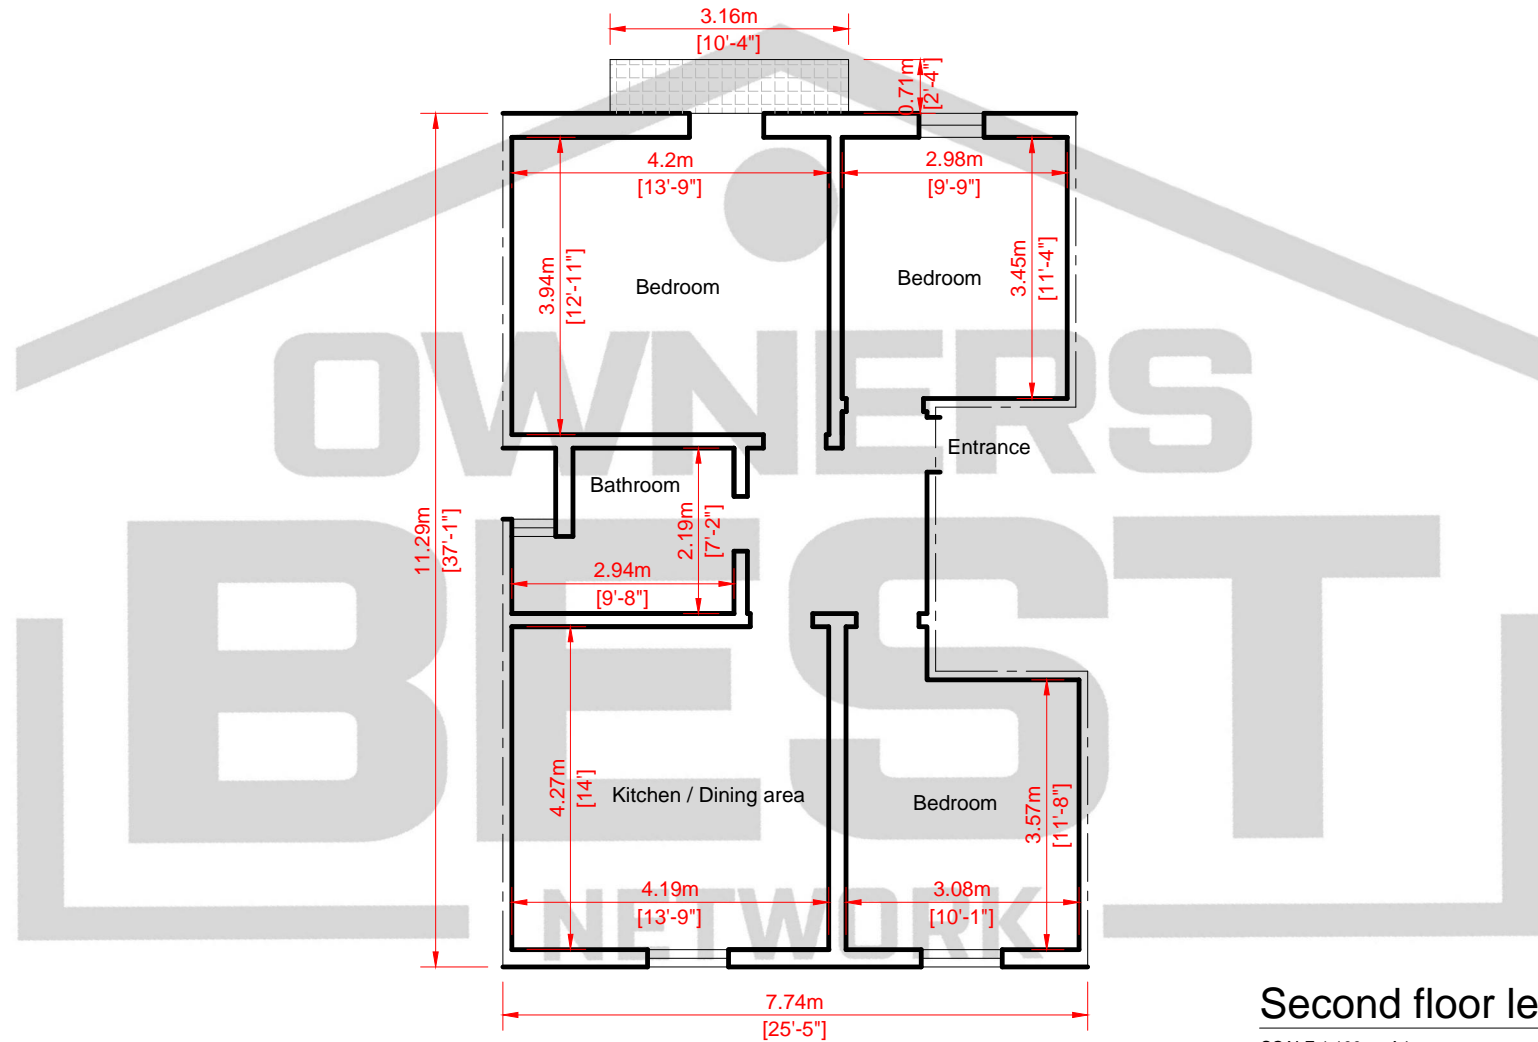 3.16m
[10'-4"]
0.71m
[2'-4"]
4.2m
[13'-9"]
2.98m
[9'-9"]
3.94m
[12'-11"]
3.45m
[11'-4"]
Bedroom
Bedroom
OWNERS
Entrance
Bathroom
11.29m
[37'-1"]
2.19m
[7'-2"]
2.94m
[9'-8"]
BEST
4.27m
[14']
Kitchen / Dining area
Bedroom
3.57m
[11'-8"]
4.19m
[13'-9"]
3.08m
[10'-1"]
NETWORK
7.74m
[25'-5"]
Second floor le